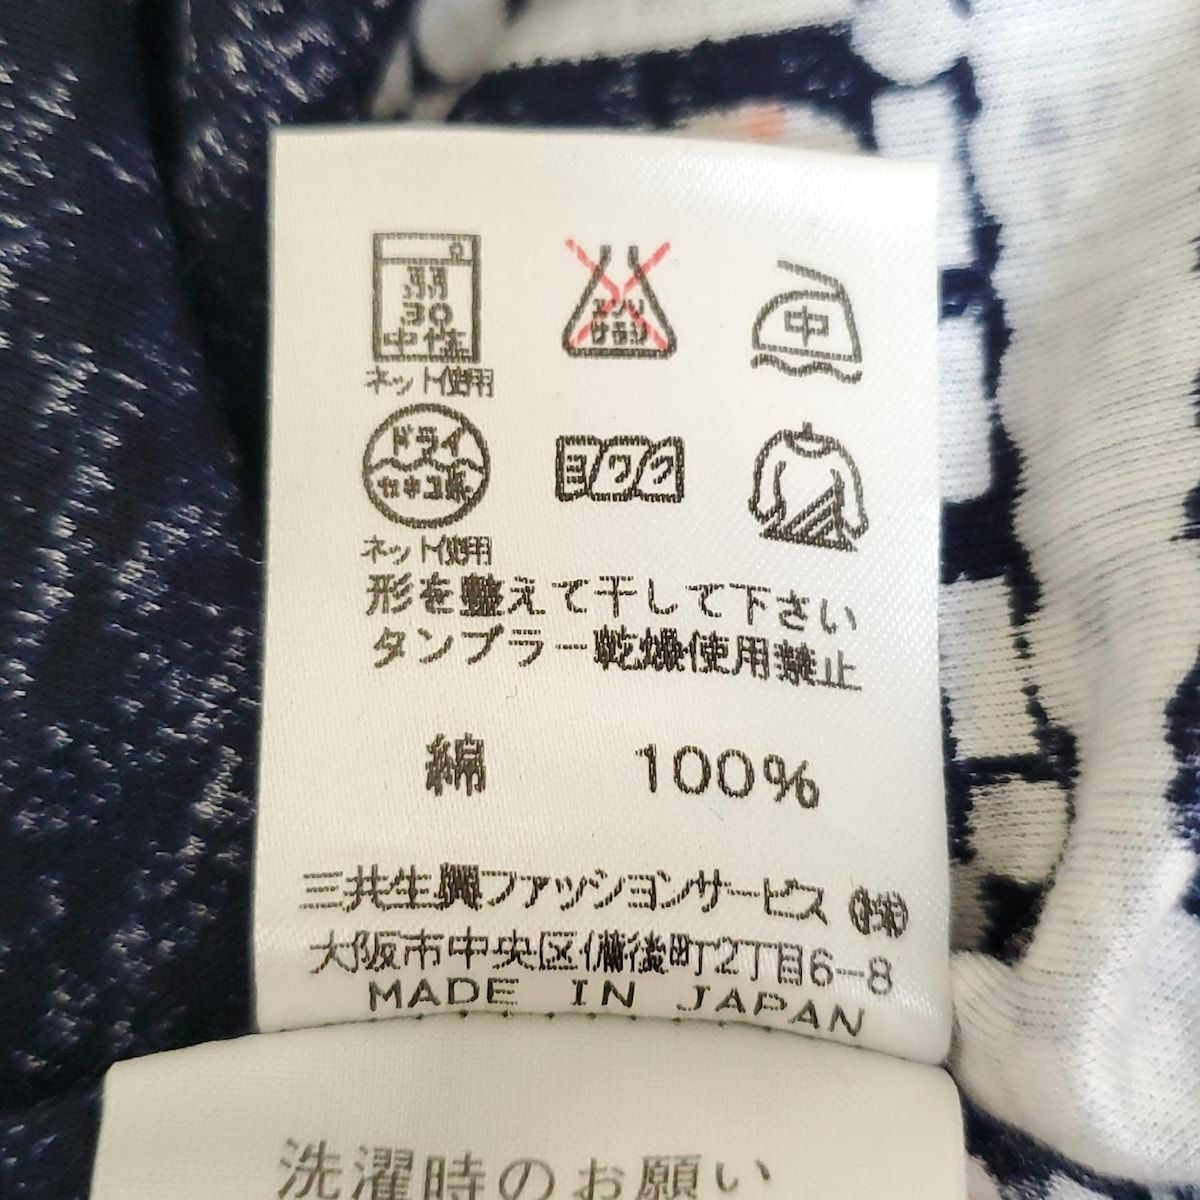 弱
30
中性
ネット使用
エンソ
サラシ
中
ドライ
セキユ系
ネット使用
ヨワク
形を整えて干して下さい
タンブラー乾燥使用禁止
綿 100%
三共生興ファッションサービス㈱
大阪市中央区備後町2丁目6-8
MADE IN JAPAN
洗濯時のお願い